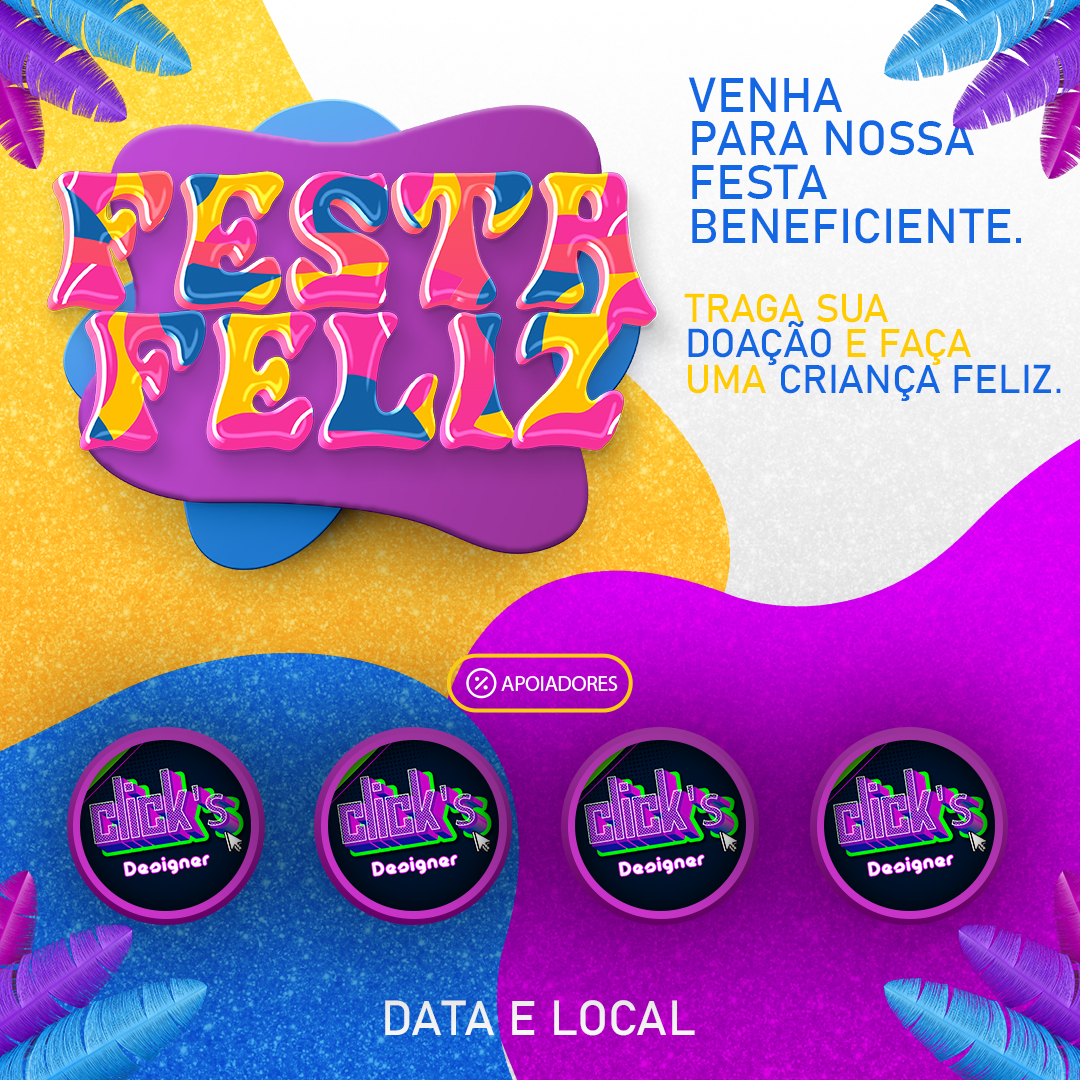 FESTA
FELIZ
VENHA
PARA NOSSA
FESTA
BENEFICIENTE.
TRAGA SUA
DOAÇÃO E FAÇA
UMA CRIANÇA FELIZ.
APOIADORES
click's
Designer
click's
Designer
click's
Designer
click's
Designer
DATA E LOCAL